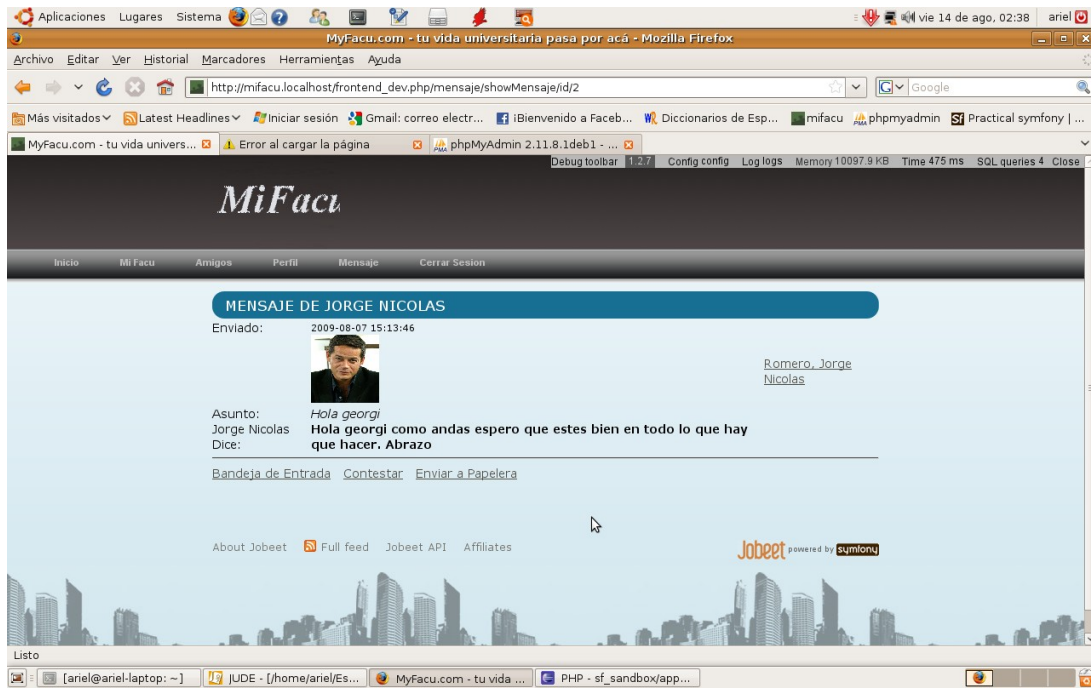 Aplicaciones Lugares Sistema vie 14 de ago, 02:38 ariel
MyFacu.com - tu vida universitaria pasa por acá - Mozilla Firefox
Archivo Editar Ver Historial Marcadores Herramientas Ayuda
http://mifacu.localhost/frontend_dev.php/mensaje/showMensaje/id/2 Google
Más visitados Latest Headlines Iniciar sesión Gmail: correo electr... ¡Bienvenido a Faceb... Diccionarios de Esp... mifacu phpmyadmin Practical symfony | ...
MyFacu.com - tu vida univers... Error al cargar la página phpMyAdmin 2.11.8.1deb1 - ...
Debug toolbar 1.2.7 Config config Log logs Memory 10097.9 KB Time 475 ms SQL queries 4 Close
MiFacu
Inicio Mi Facu Amigos Perfil Mensaje Cerrar Sesion
MENSAJE DE JORGE NICOLAS
Enviado: 2009-08-07 15:13:46
Romero, Jorge
Nicolas
Asunto: Hola georgi
Jorge Nicolas Hola georgi como andas espero que estes bien en todo lo que hay
Dice: que hacer. Abrazo
Bandeja de Entrada Contestar Enviar a Papelera
About Jobeet Full feed Jobeet API Affiliates Jobeet powered by symfony
Listo
[ariel@ariel-laptop: ~] JUDE - [/home/ariel/Es... MyFacu.com - tu vida ... PHP - sf_sandbox/app...